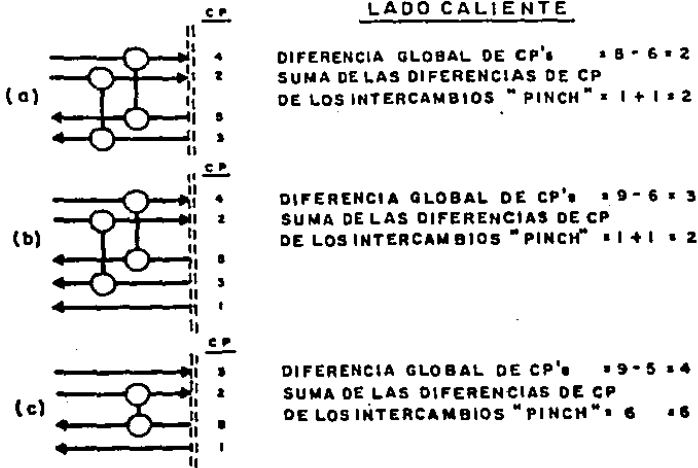 CP
LADO CALIENTE
(a)
4
2
5
3
DIFERENCIA GLOBAL DE CP's = 8 - 6 = 2
SUMA DE LAS DIFERENCIAS DE CP
DE LOS INTERCAMBIOS "PINCH" = 1 + 1 = 2
CP
(b)
4
2
5
3
1
DIFERENCIA GLOBAL DE CP's = 9 - 6 = 3
SUMA DE LAS DIFERENCIAS DE CP
DE LOS INTERCAMBIOS "PINCH" = 1 + 1 = 2
CP
(c)
3
2
8
1
DIFERENCIA GLOBAL DE CP's = 9 - 5 = 4
SUMA DE LAS DIFERENCIAS DE CP
DE LOS INTERCAMBIOS "PINCH" = 6 = 6